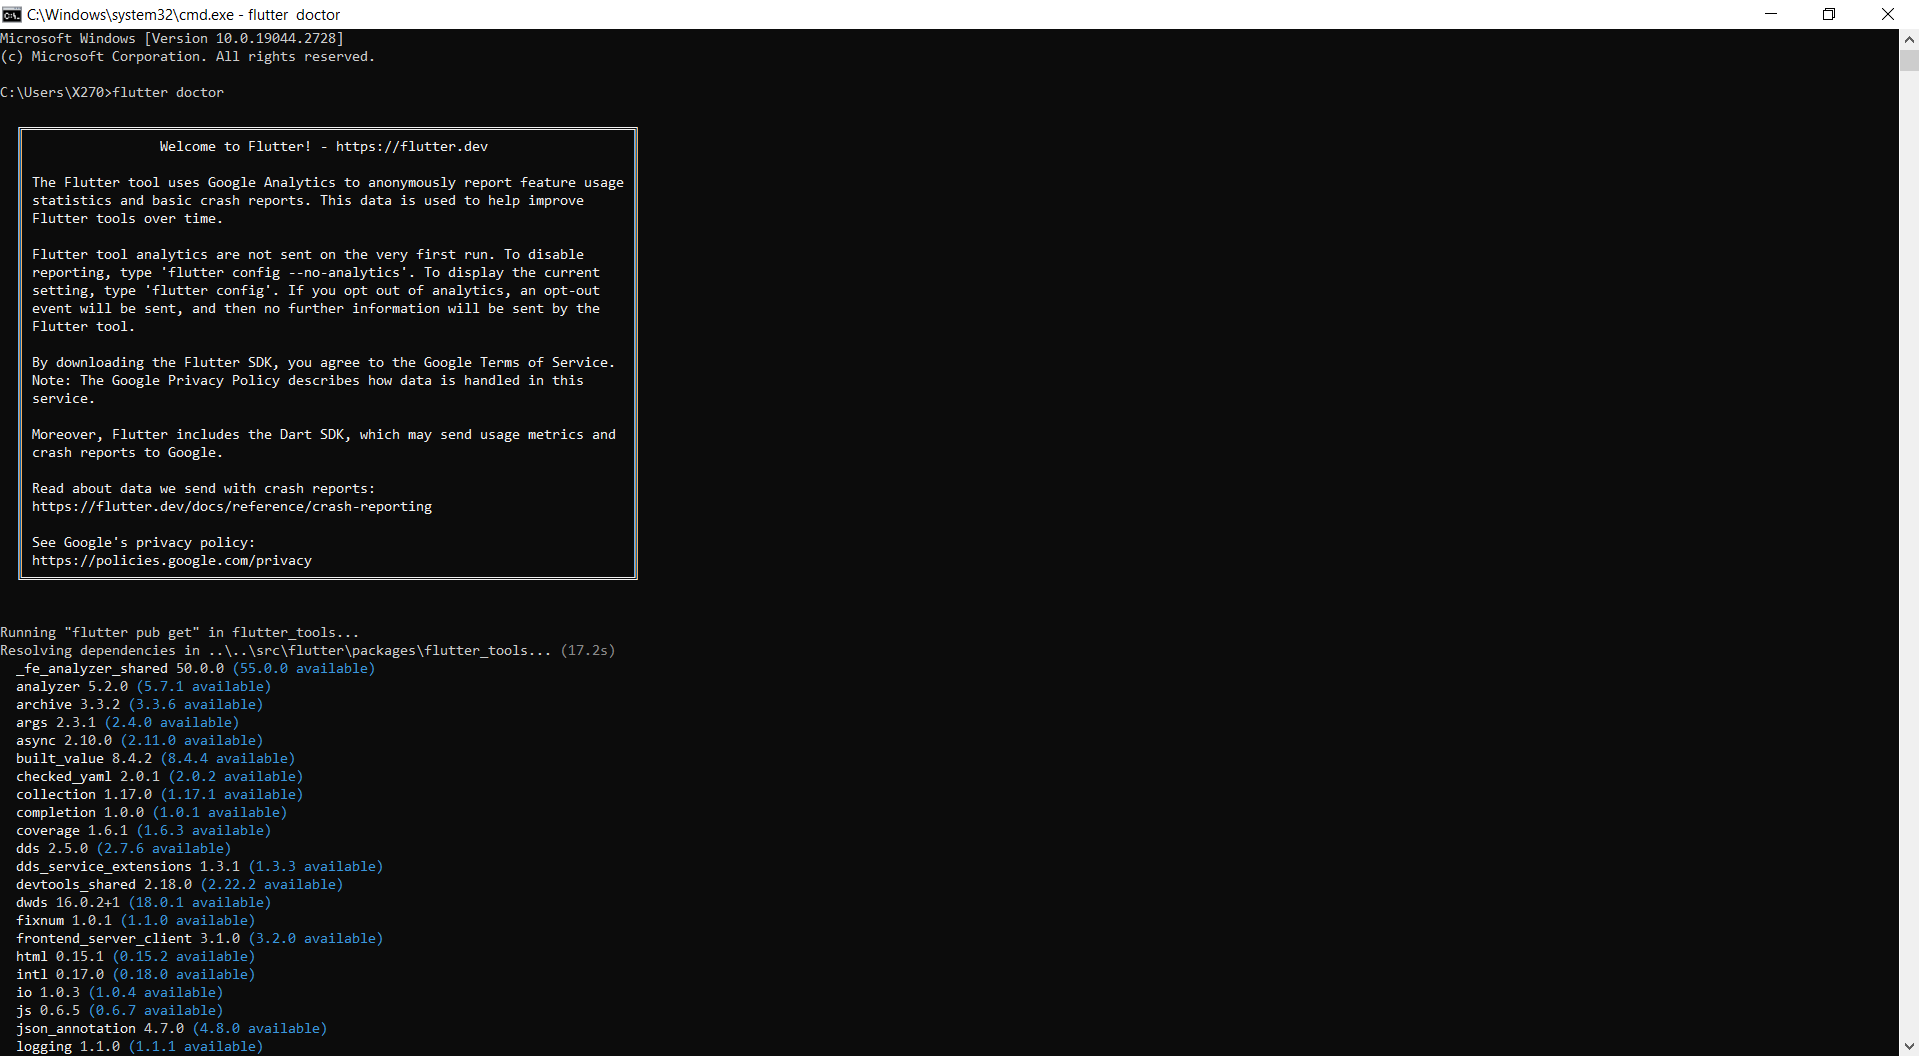 C:\Windows\system32\cmd.exe - flutter  doctor
Microsoft Windows [Version 10.0.19044.2728]
(c) Microsoft Corporation. All rights reserved.
C:\Users\X270>flutter doctor
Welcome to Flutter! - https://flutter.dev
The Flutter tool uses Google Analytics to anonymously report feature usage
statistics and basic crash reports. This data is used to help improve
Flutter tools over time.
Flutter tool analytics are not sent on the very first run. To disable
reporting, type 'flutter config --no-analytics'. To display the current
setting, type 'flutter config'. If you opt out of analytics, an opt-out
event will be sent, and then no further information will be sent by the
Flutter tool.
By downloading the Flutter SDK, you agree to the Google Terms of Service.
Note: The Google Privacy Policy describes how data is handled in this
service.
Moreover, Flutter includes the Dart SDK, which may send usage metrics and
crash reports to Google.
Read about data we send with crash reports:
https://flutter.dev/docs/reference/crash-reporting
See Google's privacy policy:
https://policies.google.com/privacy
Running "flutter pub get" in flutter_tools...
Resolving dependencies in ..\..\src\flutter\packages\flutter_tools... (17.2s)
_fe_analyzer_shared 50.0.0 (55.0.0 available)
analyzer 5.2.0 (5.7.1 available)
archive 3.3.2 (3.3.6 available)
args 2.3.1 (2.4.0 available)
async 2.10.0 (2.11.0 available)
built_value 8.4.2 (8.4.4 available)
checked_yaml 2.0.1 (2.0.2 available)
collection 1.17.0 (1.17.1 available)
completion 1.0.0 (1.0.1 available)
coverage 1.6.1 (1.6.3 available)
dds 2.5.0 (2.7.6 available)
dds_service_extensions 1.3.1 (1.3.3 available)
devtools_shared 2.18.0 (2.22.2 available)
dwds 16.0.2+1 (18.0.1 available)
fixnum 1.0.1 (1.1.0 available)
frontend_server_client 3.1.0 (3.2.0 available)
html 0.15.1 (0.15.2 available)
intl 0.17.0 (0.18.0 available)
io 1.0.3 (1.0.4 available)
js 0.6.5 (0.6.7 available)
json_annotation 4.7.0 (4.8.0 available)
logging 1.1.0 (1.1.1 available)